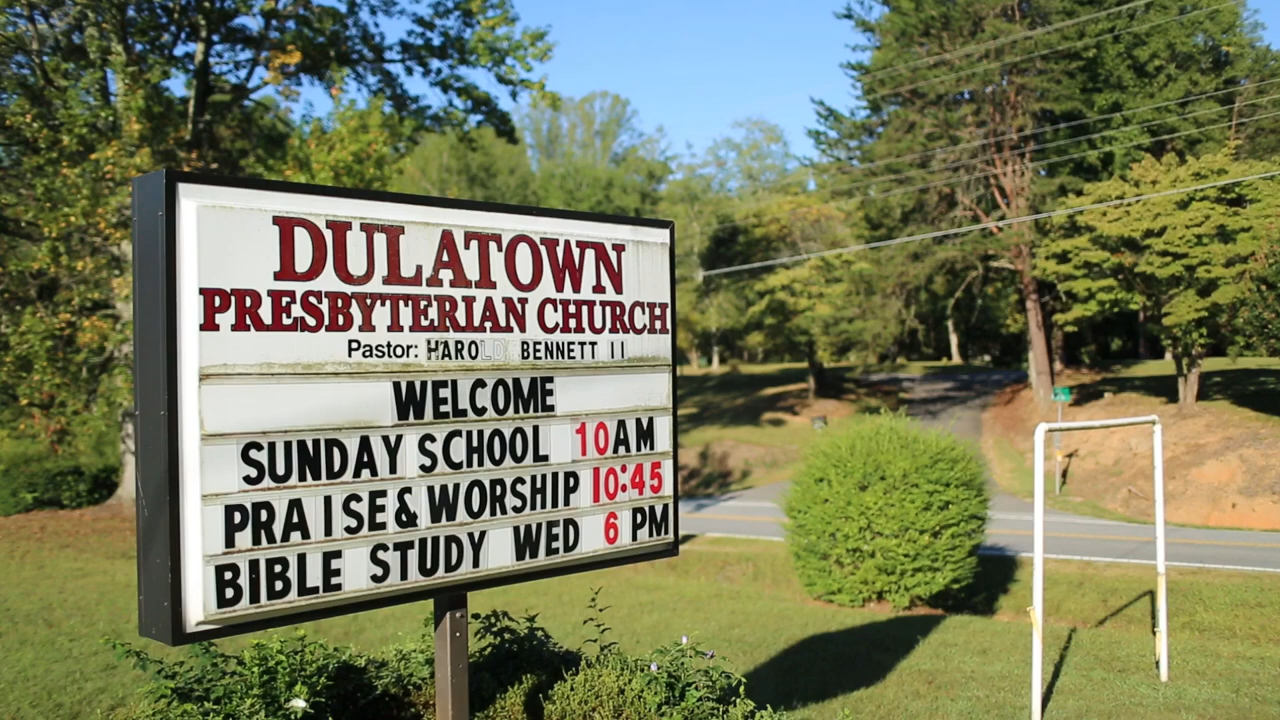 DULATOWN
PRESBYTERIAN CHURCH
Pastor: HAROLD BENNETT II
WELCOME
SUNDAY SCHOOL 10AM
PRAISE & WORSHIP 10:45
BIBLE STUDY WED 6 PM